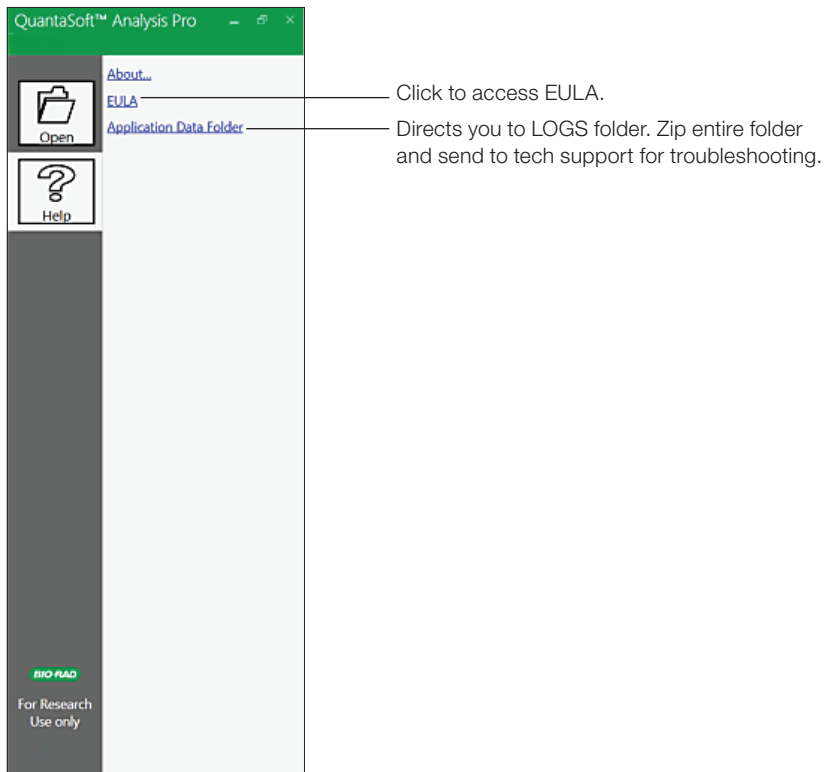 QuantaSoft™ Analysis Pro
About...
EULA
Application Data Folder
Open
Help
Click to access EULA.
Directs you to LOGS folder. Zip entire folder
and send to tech support for troubleshooting.
BIO-RAD
For Research
Use only